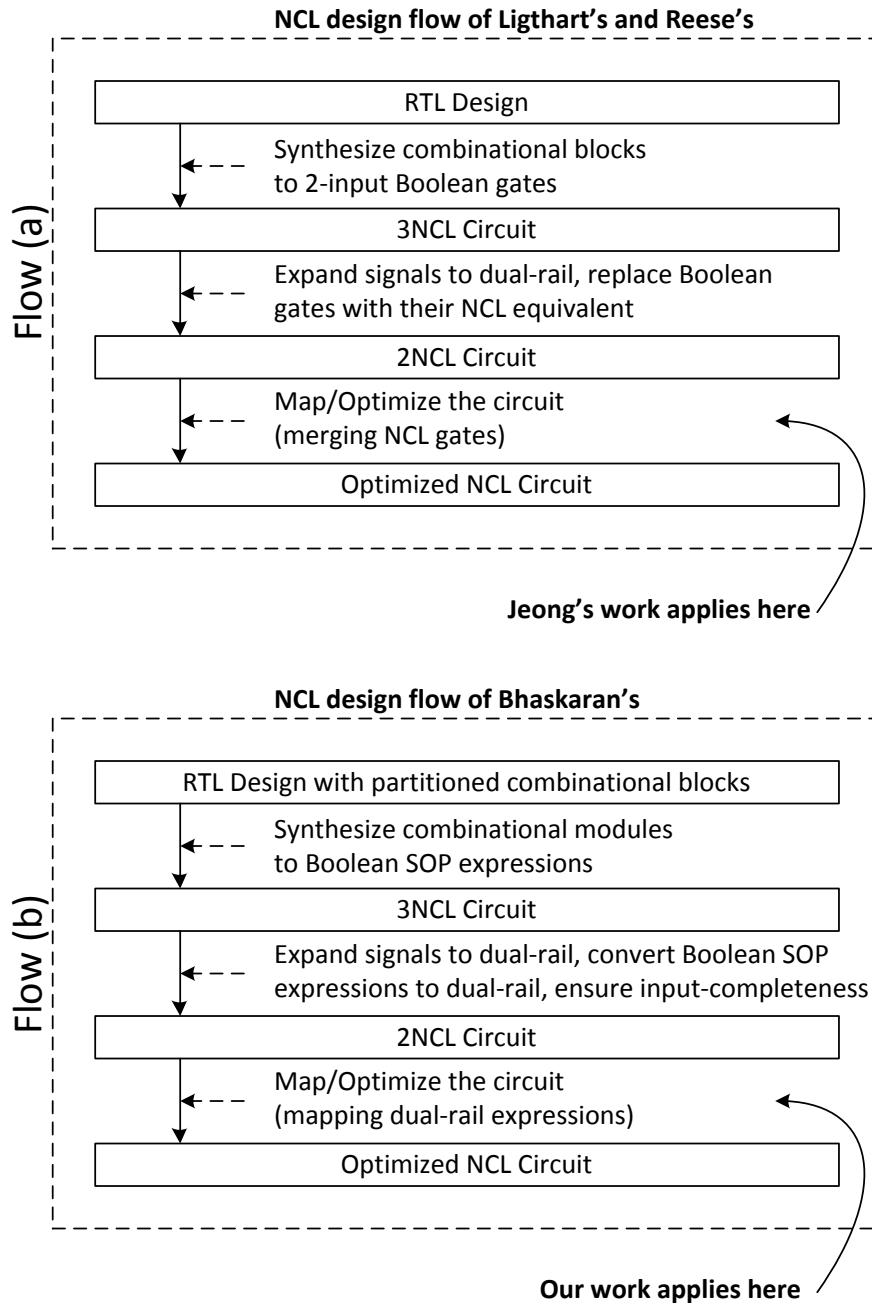 NCL design flow of Ligthart’s and Reese’s
Flow (a)
RTL Design
Synthesize combinational blocks
to 2-input Boolean gates
3NCL Circuit
Expand signals to dual-rail, replace Boolean
gates with their NCL equivalent
2NCL Circuit
Map/Optimize the circuit
(merging NCL gates)
Optimized NCL Circuit
Jeong’s work applies here
NCL design flow of Bhaskaran’s
Flow (b)
RTL Design with partitioned combinational blocks
Synthesize combinational modules
to Boolean SOP expressions
3NCL Circuit
Expand signals to dual-rail, convert Boolean SOP
expressions to dual-rail, ensure input-completeness
2NCL Circuit
Map/Optimize the circuit
(mapping dual-rail expressions)
Optimized NCL Circuit
Our work applies here